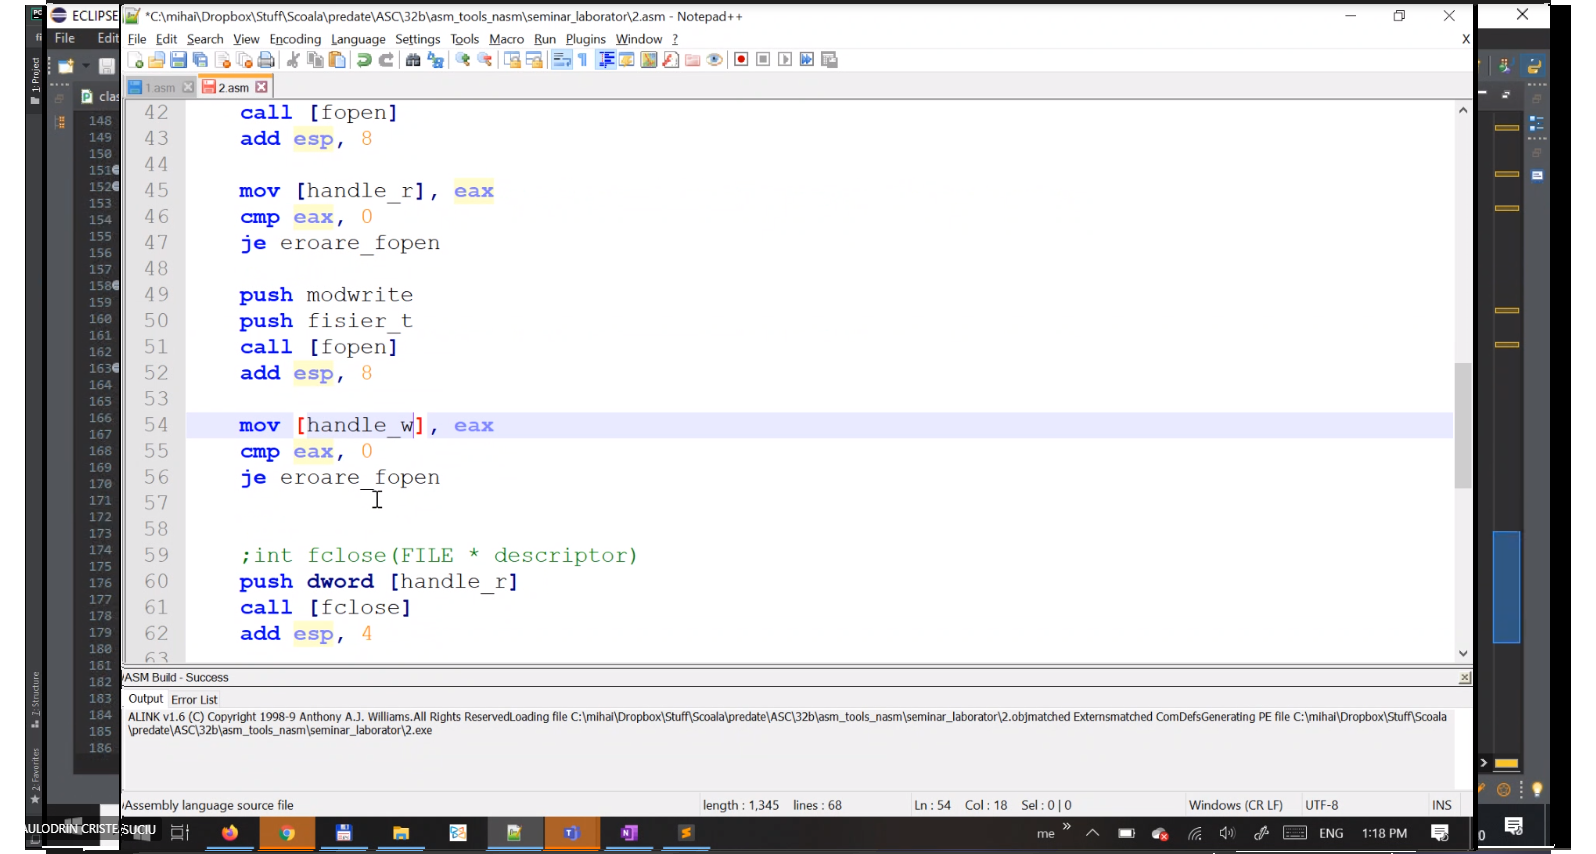 ECLIPSE
*C:\mihai\Dropbox\Stuff\Scoala\predate\ASC\32b\asm_tools_nasm\seminar_laborator\2.asm - Notepad++
File Edit
File Edit Search View Encoding Language Settings Tools Macro Run Plugins Window ?
X
1: Project
1.asm
2.asm
cla
42 call [fopen]
43 add esp, 8
44
45 mov [handle_r], eax
46 cmp eax, 0
47 je eroare_fopen
48
49 push modwrite
50 push fisier_t
51 call [fopen]
52 add esp, 8
53
54 mov [handle_w], eax
55 cmp eax, 0
56 je eroare_fopen
57
58
59 ;int fclose(FILE * descriptor)
60 push dword [handle_r]
61 call [fclose]
62 add esp, 4
63
148
149
150
151
152
153
154
155
156
157
158
159
160
161
162
163
164
165
166
167
168
169
170
171
172
173
174
175
176
177
178
179
180
181
182
183
184
185
186
7: Structure
2: Favorites
ASM Build - Success
Output Error List
ALINK v1.6 (C) Copyright 1998-9 Anthony A.J. Williams.All Rights ReservedLoading file C:\mihai\Dropbox\Stuff\Scoala\predate\ASC\32b\asm_tools_nasm\seminar_laborator\2.objmatched Externsmatched ComDefsGenerating PE file C:\mihai\Dropbox\Stuff\Scoala
\predate\ASC\32b\asm_tools_nasm\seminar_laborator\2.exe
Assembly language source file length : 1,345 lines : 68 Ln : 54 Col : 18 Sel : 0 | 0 Windows (CR LF) UTF-8 INS
AULODRIN CRISTE SUCIU
me ENG 1:18 PM